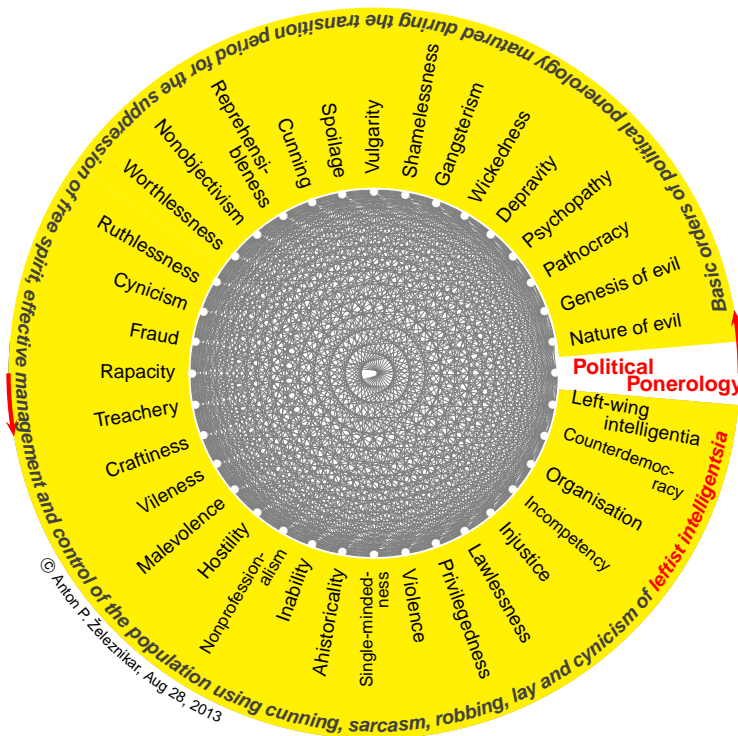 Basic orders of political ponerology matured during the transition period for the suppression of free spirit, effective management and control of the population using cunning, sarcasm, robbing, lay and cynicism of leftist intelligentsia
Political
Ponerology
Nature of evil
Genesis of evil
Pathocracy
Psychopathy
Depravity
Wickedness
Gangsterism
Shamelessness
Vulgarity
Spoilage
Cunning
Reprehensi-
bleness
Nonobjectivism
Worthlessness
Ruthlessness
Cynicism
Fraud
Rapacity
Treachery
Craftiness
Vileness
Malevolence
Hostility
Nonprofession-
alism
Inability
Ahistoricality
Single-minded-
ness
Violence
Privilegedness
Lawlessness
Injustice
Incompetency
Organisation
Counterdemoc-
racy
Left-wing
intelligentia
© Anton P. Železnikar, Aug 28, 2013